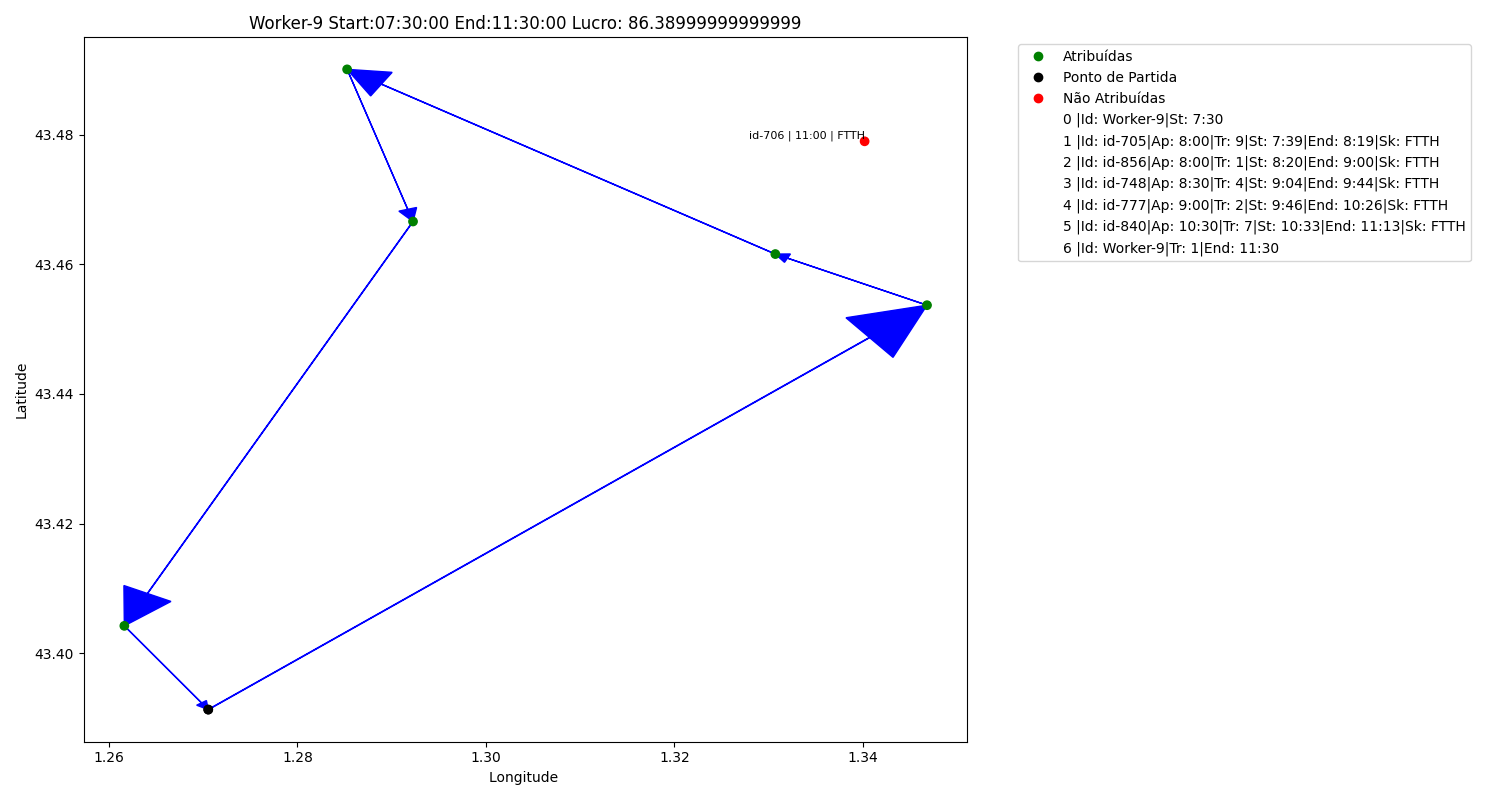 Worker-9 Start:07:30:00 End:11:30:00 Lucro: 86.38999999999999
Atribuídas
Ponto de Partida
Não Atribuídas
0 |Id: Worker-9|St: 7:30
1 |Id: id-705|Ap: 8:00|Tr: 9|St: 7:39|End: 8:19|Sk: FTTH
2 |Id: id-856|Ap: 8:00|Tr: 1|St: 8:20|End: 9:00|Sk: FTTH
3 |Id: id-748|Ap: 8:30|Tr: 4|St: 9:04|End: 9:44|Sk: FTTH
4 |Id: id-777|Ap: 9:00|Tr: 2|St: 9:46|End: 10:26|Sk: FTTH
5 |Id: id-840|Ap: 10:30|Tr: 7|St: 10:33|End: 11:13|Sk: FTTH
6 |Id: Worker-9|Tr: 1|End: 11:30
id-706 | 11:00 | FTTH
43.48
43.46
43.44
43.42
43.40
Latitude
1.26
1.28
1.30
1.32
1.34
Longitude